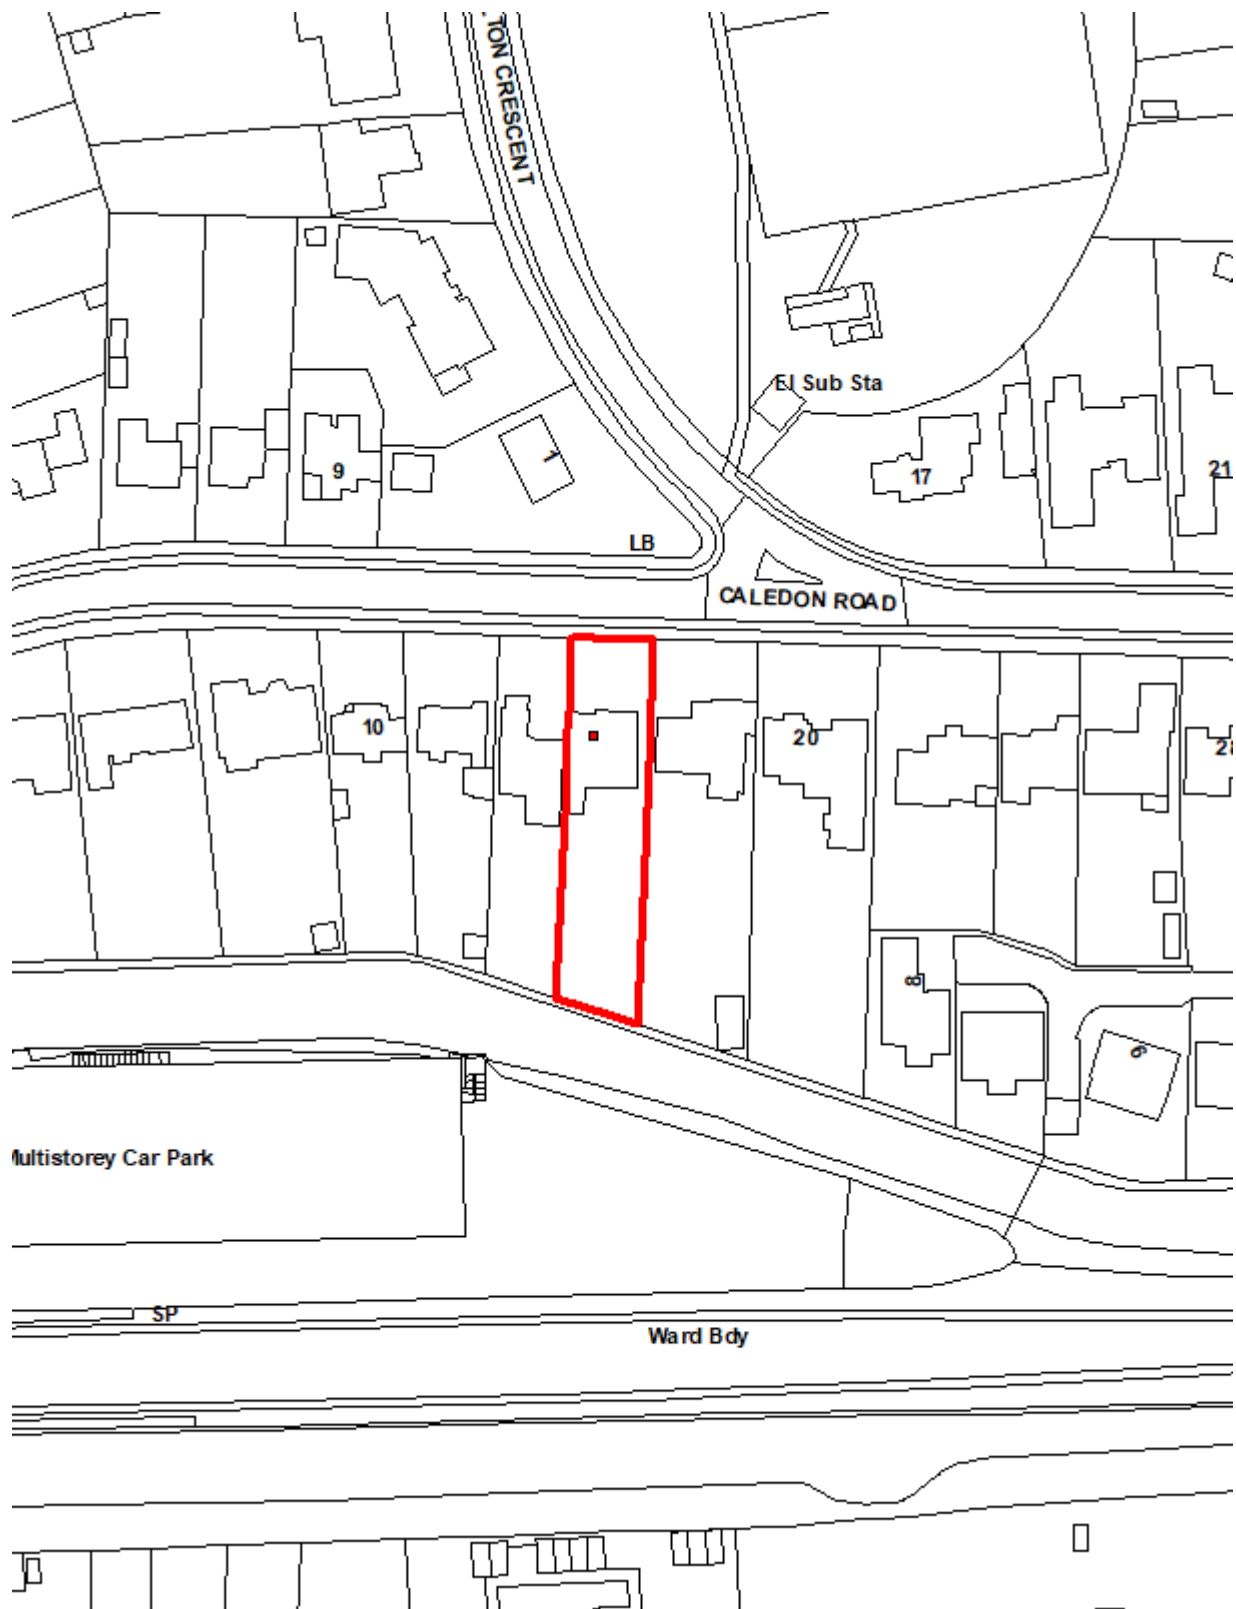 TON CRESCENT
El Sub Sta
9
1
17
21
LB
CALEDON ROAD
10
20
8
6
Multistorey Car Park
SP
Ward Bdy